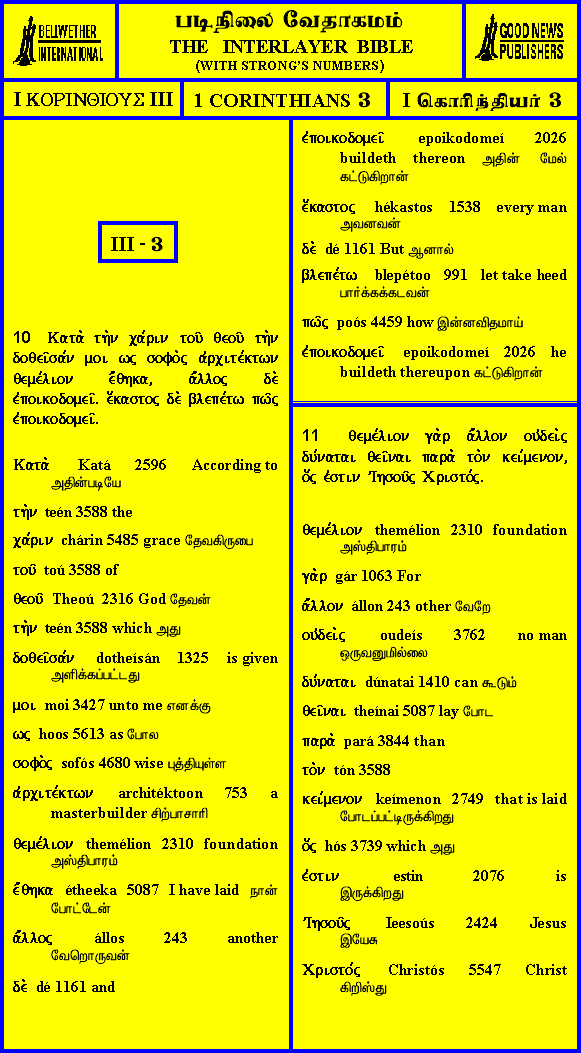 BELLWETHER
INTERNATIONAL
படிநிலை வேதாகமம்
THE INTERLAYER BIBLE
(WITH STRONG'S NUMBERS)
GOOD NEWS
PUBLISHERS
I ΚΟΡΙΝΘΙΟΥΣ III
1 CORINTHIANS 3
I கொரிந்தியர் 3
III - 3
10 Κατὰ τὴν χάριν τοῦ θεοῦ τὴν
δοθεῖσάν μοι ως σοφὸς ἀρχιτέκτων
θεμέλιον ἔθηκα, ἄλλος δὲ
ἐποικοδομεῖ. ἕκαστος δὲ βλεπέτω πῶς
ἐποικοδομεῖ.
Κατὰ Katá 2596 According to
அதின்படியே
τὴν teén 3588 the
χάριν chárin 5485 grace தேவகிருபை
τοῦ toú 3588 of
θεοῦ Theoú 2316 God தேவன்
τὴν teén 3588 which அது
δοθεῖσάν dotheísán 1325 is given
அளிக்கப்பட்டது
μοι moi 3427 unto me எனக்கு
ως hoos 5613 as போல
σοφὸς sofós 4680 wise புத்தியுள்ள
ἀρχιτέκτων architéktoon 753 a
masterbuilder சிற்பாசாரி
θεμέλιον themélion 2310 foundation
அஸ்திபாரம்
ἔθηκα étheeka 5087 I have laid நான்
போட்டேன்
ἄλλος állos 243 another
வேறொருவன்
δὲ dé 1161 and
ἐποικοδομεῖ epoikodomeí 2026
buildeth thereon அதின் மேல்
கட்டுகிறான்
ἕκαστος hékastos 1538 every man
அவனவன்
δὲ dé 1161 But ஆனால்
βλεπέτω blepétoo 991 let take heed
பார்க்கக்கடவன்
πῶς poós 4459 how இன்னவிதமாய்
ἐποικοδομεῖ epoikodomeí 2026 he
buildeth thereupon கட்டுகிறான்
11 θεμέλιον γὰρ ἄλλον οὐδεὶς
δύναται θεῖναι παρὰ τὸν κείμενον,
ὅς ἐστιν Ἰησοῦς Χριστός.
θεμέλιον themélion 2310 foundation
அஸ்திபாரம்
γὰρ gár 1063 For
ἄλλον állon 243 other வேறே
οὐδεὶς oudeís 3762 no man
ஒருவனுமில்லை
δύναται dúnatai 1410 can கூடும்
θεῖναι theínai 5087 lay போட
παρὰ pará 3844 than
τὸν tón 3588
κείμενον keímenon 2749 that is laid
போடப்பட்டிருக்கிறது
ὅς hós 3739 which அது
ἐστιν estin 2076 is
இருக்கிறது
Ἰησοῦς Ieesoús 2424 Jesus
இயேசு
Χριστός Christós 5547 Christ
கிறிஸ்து